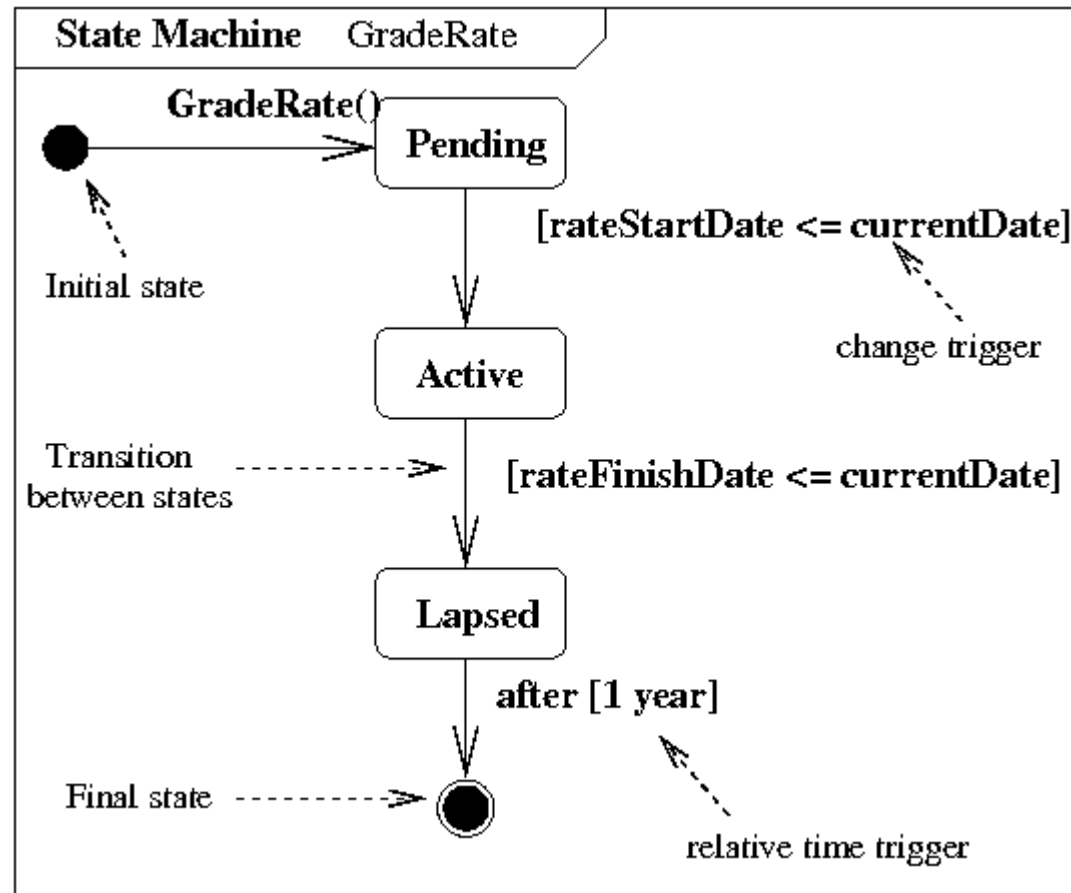 State Machine GradeRate
GradeRate()
Pending
[rateStartDate <= currentDate]
Initial state
change trigger
Active
Transition
between states
[rateFinishDate <= currentDate]
Lapsed
after [1 year]
Final state
relative time trigger